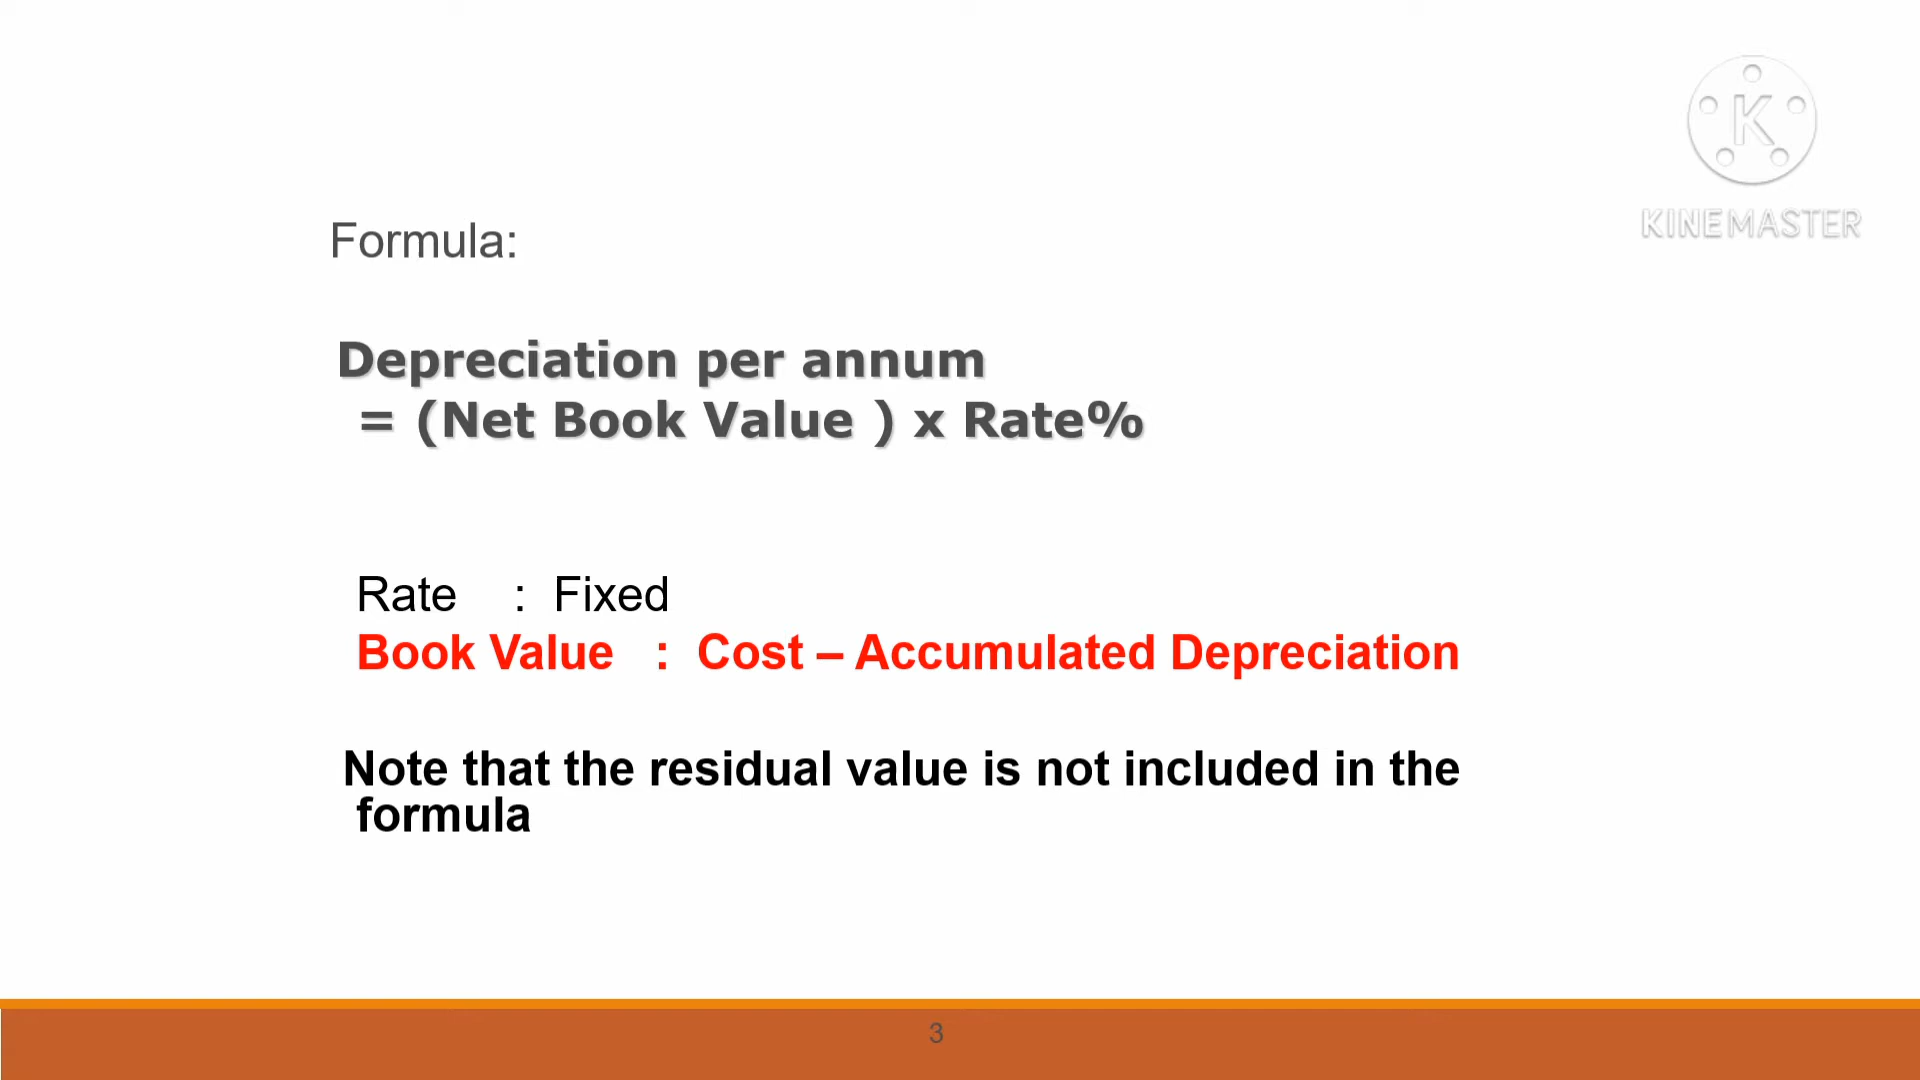 K
KINEMASTER
Formula:
Depreciation per annum
= (Net Book Value ) x Rate%
Rate : Fixed
Book Value : Cost – Accumulated Depreciation
Note that the residual value is not included in the
formula
3